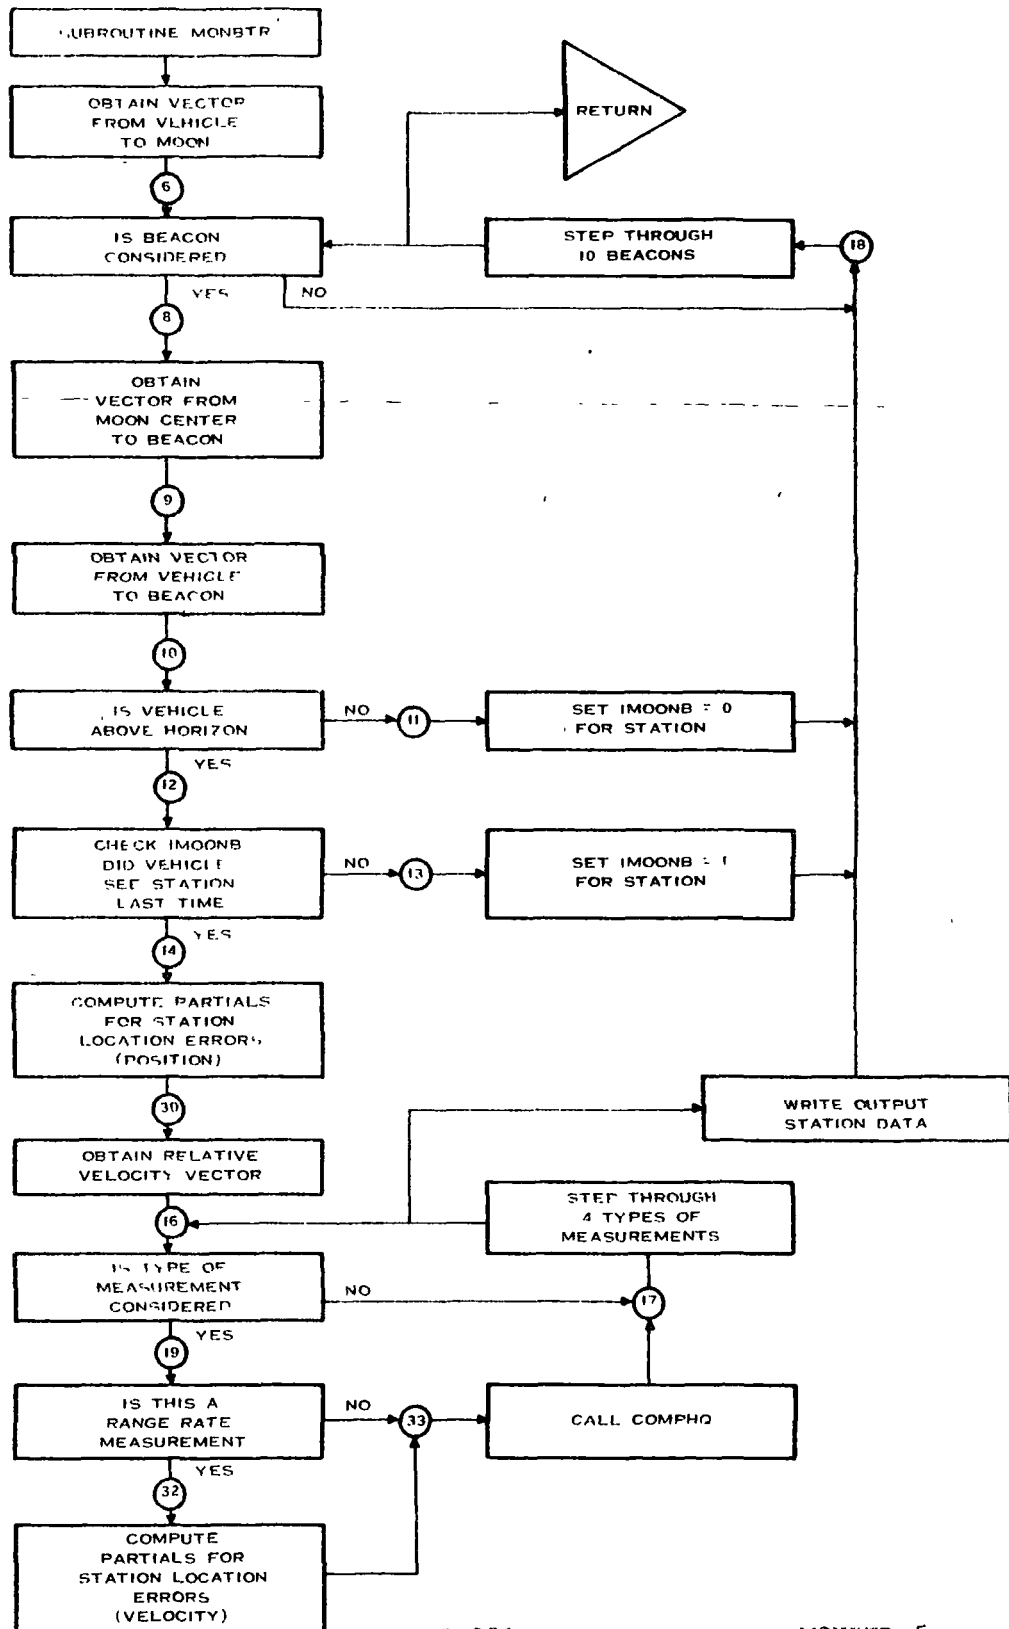 SUBROUTINE MONBTR
OBTAIN VECTOR
FROM VEHICLE
TO MOON
RETURN
6
IS BEACON
CONSIDERED
STEP THROUGH
10 BEACONS
18
YES
NO
8
OBTAIN
VECTOR FROM
MOON CENTER
TO BEACON
9
OBTAIN VECTOR
FROM VEHICLE
TO BEACON
10
IS VEHICLE
ABOVE HORIZON
NO
11
SET IMOONB = 0
FOR STATION
YES
12
CHECK IMOONB
DID VEHICLE
SEE STATION
LAST TIME
NO
13
SET IMOONB = 1
FOR STATION
YES
14
COMPUTE PARTIALS
FOR STATION
LOCATION ERRORS
(POSITION)
30
WRITE OUTPUT
STATION DATA
OBTAIN RELATIVE
VELOCITY VECTOR
16
STEP THROUGH
4 TYPES OF
MEASUREMENTS
IS TYPE OF
MEASUREMENT
CONSIDERED
NO
17
YES
19
IS THIS A
RANGE RATE
MEASUREMENT
NO
33
CALL COMPHQ
YES
32
COMPUTE
PARTIALS FOR
STATION LOCATION
ERRORS
(VELOCITY)